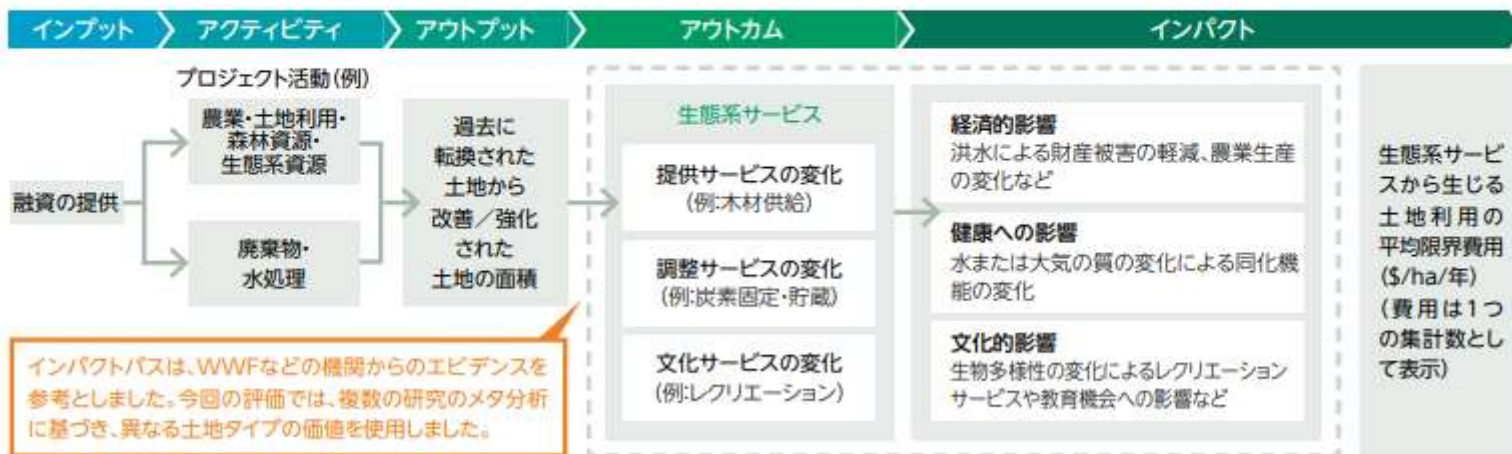 インプット
アクティビティ
アウトプット
アウトカム
インパクト
プロジェクト活動(例)
融資の提供
農業・土地利用・
森林資源・
生態系資源
廃棄物・
水処理
過去に
転換された
土地から
改善／強化
された
土地の面積
生態系サービス
提供サービスの変化
(例:木材供給)
調整サービスの変化
(例:炭素固定・貯蔵)
文化サービスの変化
(例:レクリエーション)
経済的影響
洪水による財産被害の軽減、農業生産
の変化など
健康への影響
水または大気の質の変化による同化機
能の変化
文化的影響
生物多様性の変化によるレクリエーション
サービスや教育機会への影響など
生態系サービ
スから生じる
土地利用の
平均限界費用
($/ha/年)
(費用は1つ
の集計数とし
て表示)
インパクトパスは、WWFなどの機関からのエビデンスを
参考としました。今回の評価では、複数の研究のメタ分析
に基づき、異なる土地タイプの価値を使用しました。